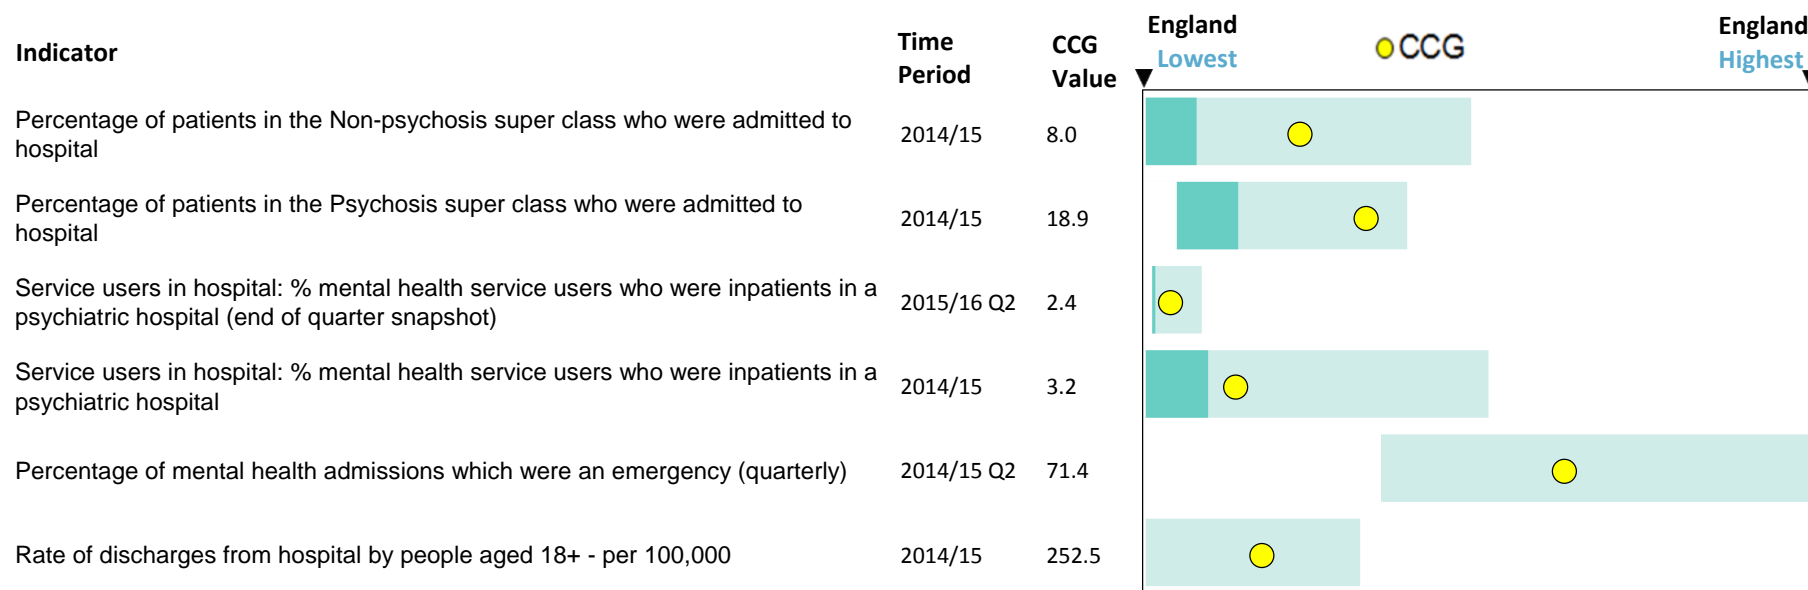 Indicator
Time
Period
CCG
Value
England
Lowest
CCG
England
Highest
Percentage of patients in the Non-psychosis super class who were admitted to
hospital
2014/15
8.0
Percentage of patients in the Psychosis super class who were admitted to
hospital
2014/15
18.9
Service users in hospital: % mental health service users who were inpatients in a
psychiatric hospital (end of quarter snapshot)
2015/16 Q2
2.4
Service users in hospital: % mental health service users who were inpatients in a
psychiatric hospital
2014/15
3.2
Percentage of mental health admissions which were an emergency (quarterly)
2014/15 Q2
71.4
Rate of discharges from hospital by people aged 18+ - per 100,000
2014/15
252.5